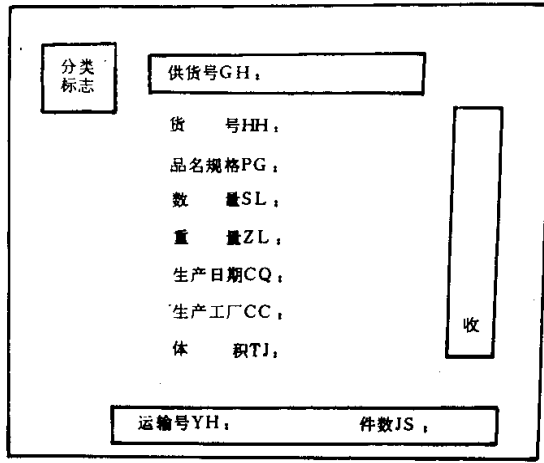 分类
标志
供货号GH:
货 号HH:
品名规格PG:
数 量SL:
重 量ZL:
生产日期CQ:
生产工厂CC:
体 积TJ:
收
运输号YH: 件数JS: